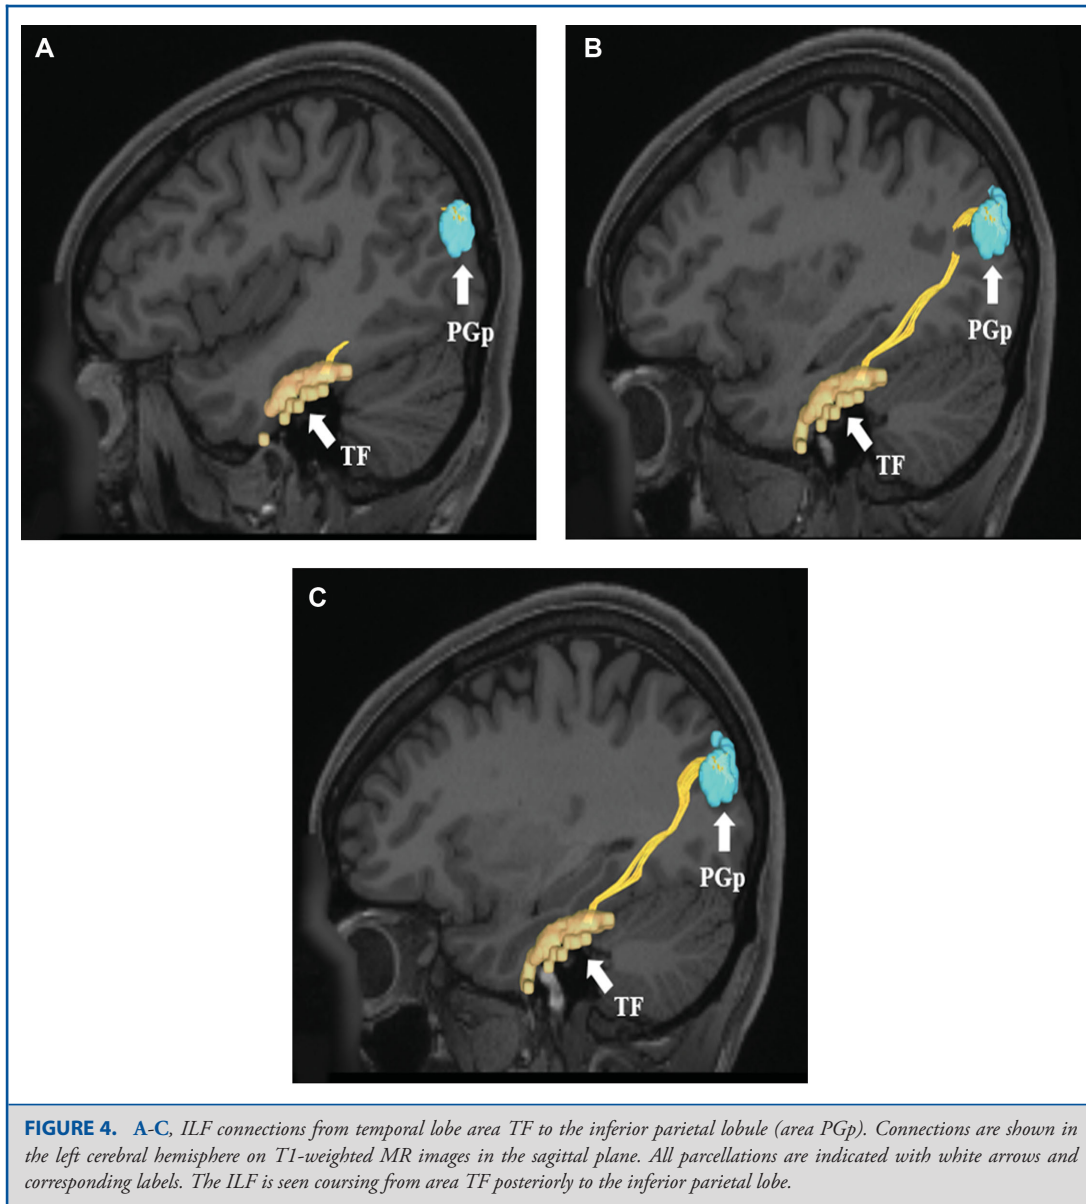 A
PGp
TF
B
PGp
TF
C
PGp
TF
FIGURE 4. A-C, ILF connections from temporal lobe area TF to the inferior parietal lobule (area PGp). Connections are shown in
the left cerebral hemisphere on T1-weighted MR images in the sagittal plane. All parcellations are indicated with white arrows and
corresponding labels. The ILF is seen coursing from area TF posteriorly to the inferior parietal lobe.